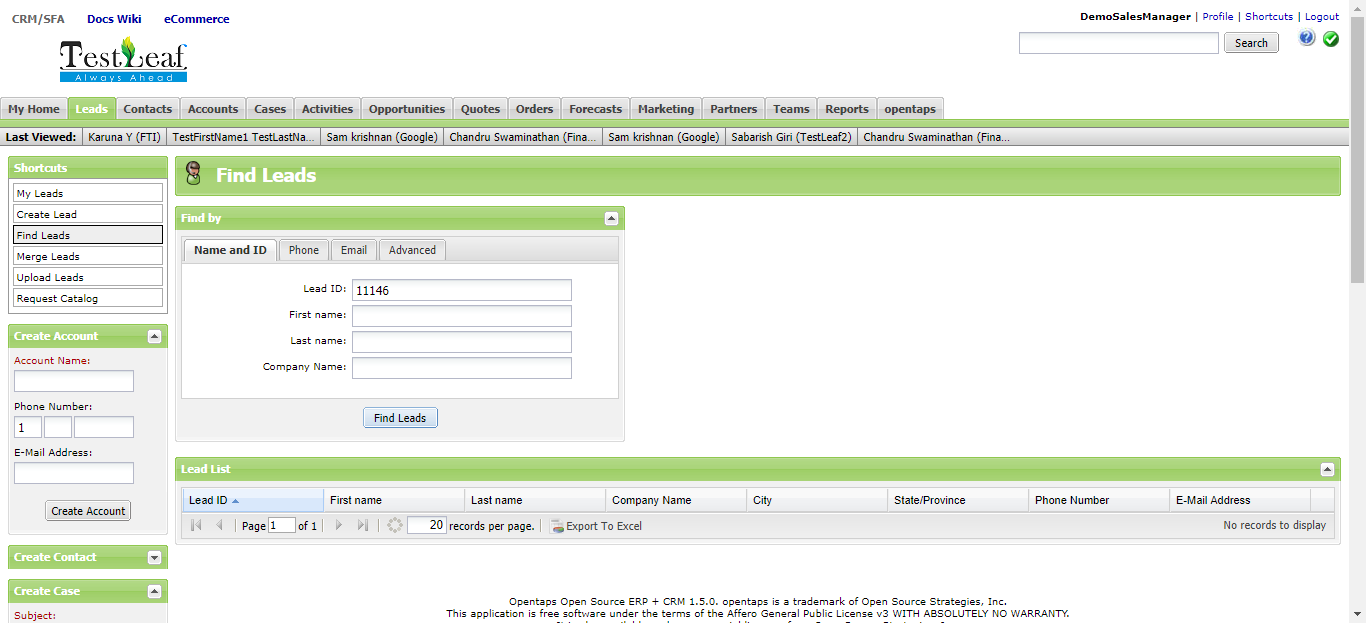 CRM/SFA Docs Wiki eCommerce
DemoSalesManager | Profile | Shortcuts | Logout
TestLeaf
Always Ahead
Search
My Home Leads Contacts Accounts Cases Activities Opportunities Quotes Orders Forecasts Marketing Partners Teams Reports opentaps
Last Viewed: Karuna Y (FTI) TestFirstName1 TestLastNa... Sam krishnan (Google) Chandru Swaminathan (Fina... Sam krishnan (Google) Sabarish Giri (TestLeaf2) Chandru Swaminathan (Fina...
Shortcuts
My Leads
Create Lead
Find Leads
Merge Leads
Upload Leads
Request Catalog
Create Account
Account Name:
Phone Number:
1
E-Mail Address:
Create Account
Create Contact
Create Case
Subject:
Find Leads
Find by
Name and ID Phone Email Advanced
Lead ID: 11146
First name:
Last name:
Company Name:
Find Leads
Lead List
Lead ID First name Last name Company Name City State/Province Phone Number E-Mail Address
Page 1 of 1 20 records per page. Export To Excel No records to display
Opentaps Open Source ERP + CRM 1.5.0. opentaps is a trademark of Open Source Strategies, Inc.
This application is free software under the terms of the Affero General Public License v3 WITH ABSOLUTELY NO WARRANTY.